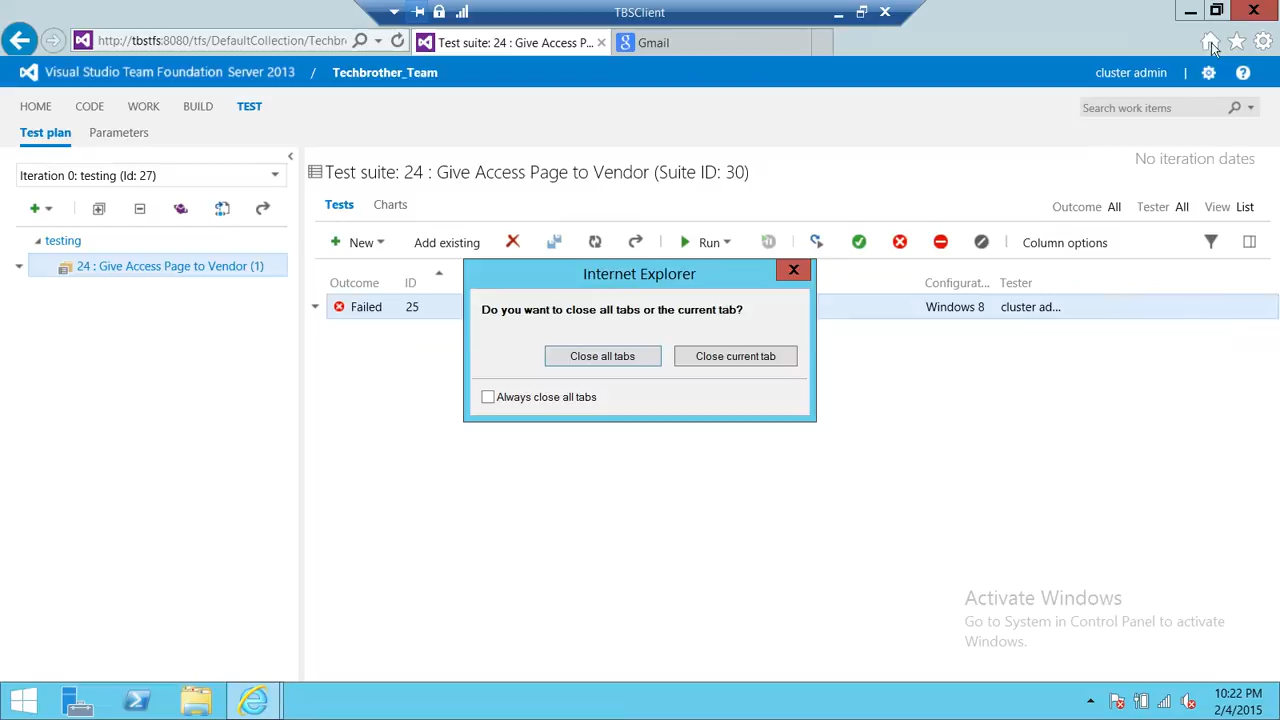 TBSClient
http://tbstfs:8080/tfs/DefaultCollection/Techbr
Test suite: 24 : Give Access P...
Gmail
Visual Studio Team Foundation Server 2013 / Techbrother_Team
cluster admin
HOME CODE WORK BUILD TEST
Search work items
Test plan Parameters
No iteration dates
Iteration 0: testing (Id: 27)
Test suite: 24 : Give Access Page to Vendor (Suite ID: 30)
Tests Charts
Outcome All Tester All View List
New Add existing Run Column options
testing
24 : Give Access Page to Vendor (1)
Outcome ID Configurat... Tester
Failed 25 Windows 8 cluster ad...
Internet Explorer
Do you want to close all tabs or the current tab?
Close all tabs Close current tab
Always close all tabs
Activate Windows
Go to System in Control Panel to activate
Windows.
10:22 PM
2/4/2015